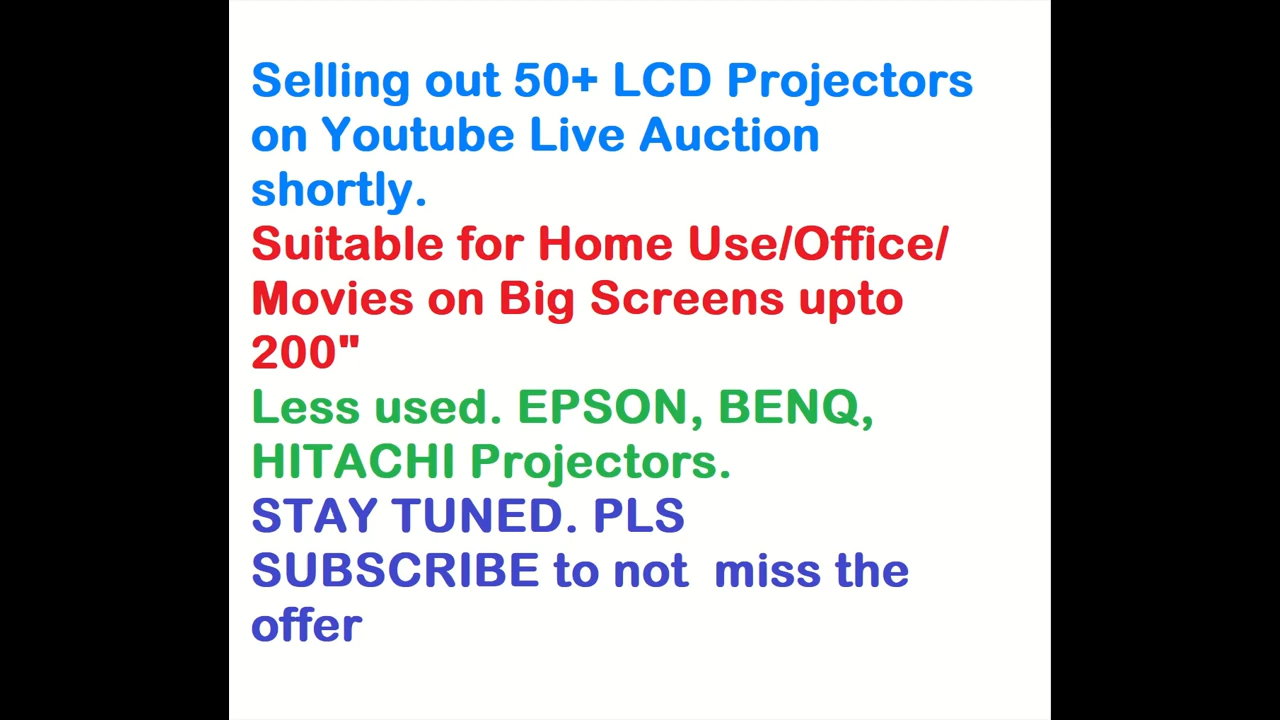 Selling out 50+ LCD Projectors
on Youtube Live Auction
shortly.
Suitable for Home Use/Office/
Movies on Big Screens upto
200"
Less used. EPSON, BENQ,
HITACHI Projectors.
STAY TUNED. PLS
SUBSCRIBE to not  miss the
offer